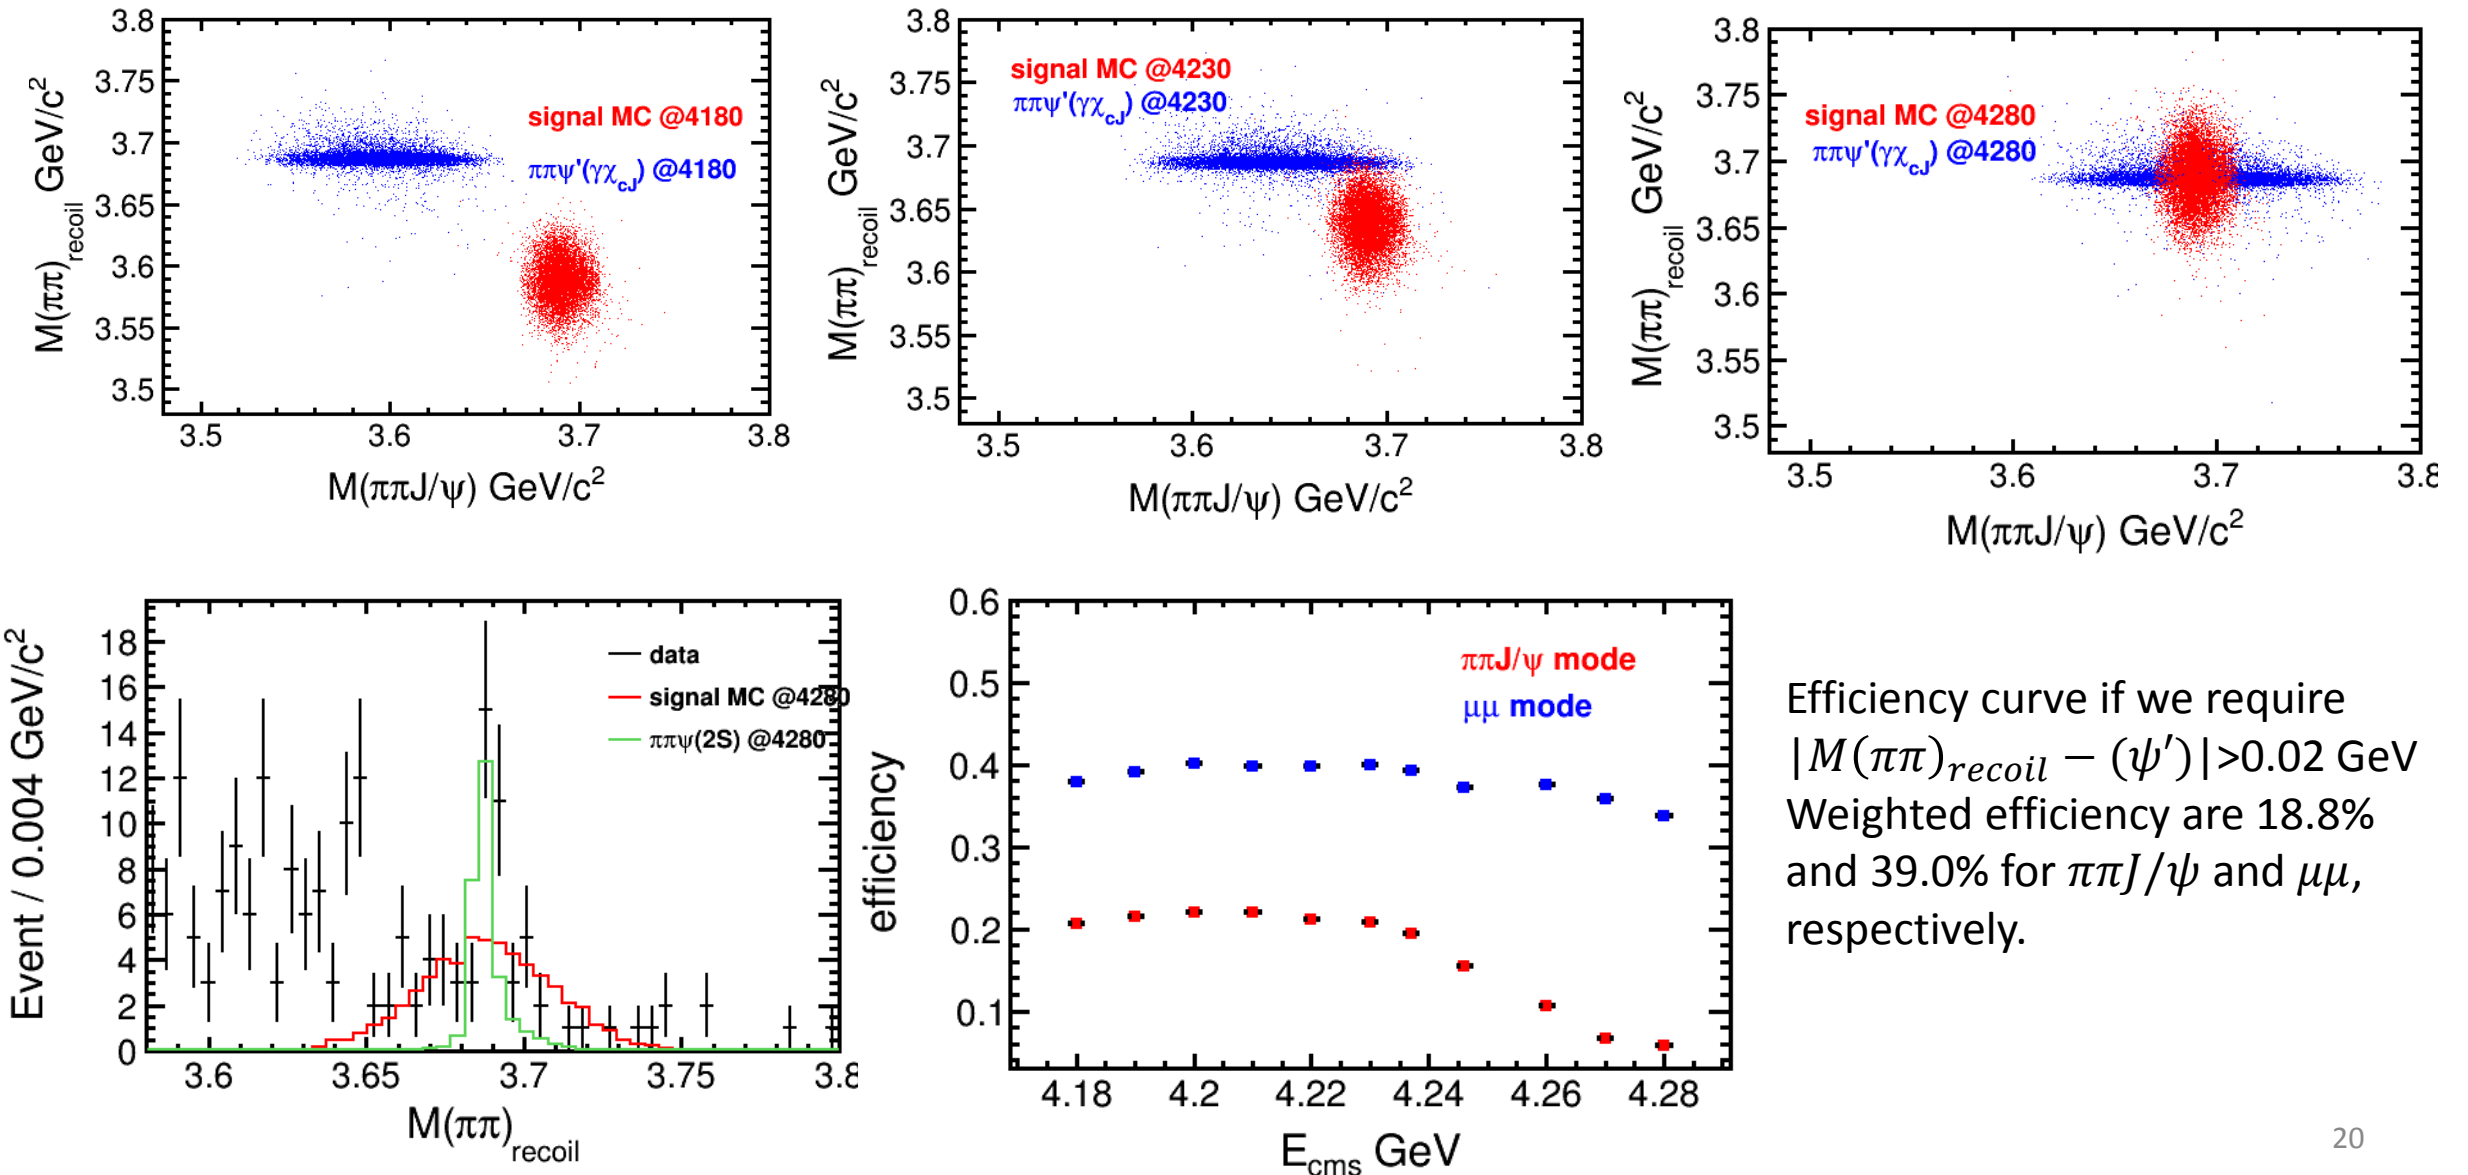 3.8
3.75
3.7
3.65
3.6
3.55
3.5
M(ππ)recoil GeV/c²
signal MC @4180
ππψ'(γχcJ) @4180
3.5 3.6 3.7 3.8
M(ππJ/ψ) GeV/c²
3.8
3.75
3.7
3.65
3.6
3.55
3.5
M(ππ)recoil GeV/c²
signal MC @4230
ππψ'(γχcJ) @4230
3.5 3.6 3.7 3.8
M(ππJ/ψ) GeV/c²
3.8
3.75
3.7
3.65
3.6
3.55
3.5
M(ππ)recoil GeV/c²
signal MC @4280
ππψ'(γχcJ) @4280
3.5 3.6 3.7 3.8
M(ππJ/ψ) GeV/c²
18
16
14
12
10
8
6
4
2
0
Event / 0.004 GeV/c²
data
signal MC @4280
ππψ(2S) @4280
3.6 3.65 3.7 3.75 3.8
M(ππ)recoil
0.6
0.5
0.4
0.3
0.2
0.1
efficiency
ππJ/ψ mode
μμ mode
4.18 4.2 4.22 4.24 4.26 4.28
Ecms GeV
Efficiency curve if we require
|M(ππ)recoil − (ψ′)|>0.02 GeV
Weighted efficiency are 18.8%
and 39.0% for ππJ/ψ and μμ,
respectively.
20